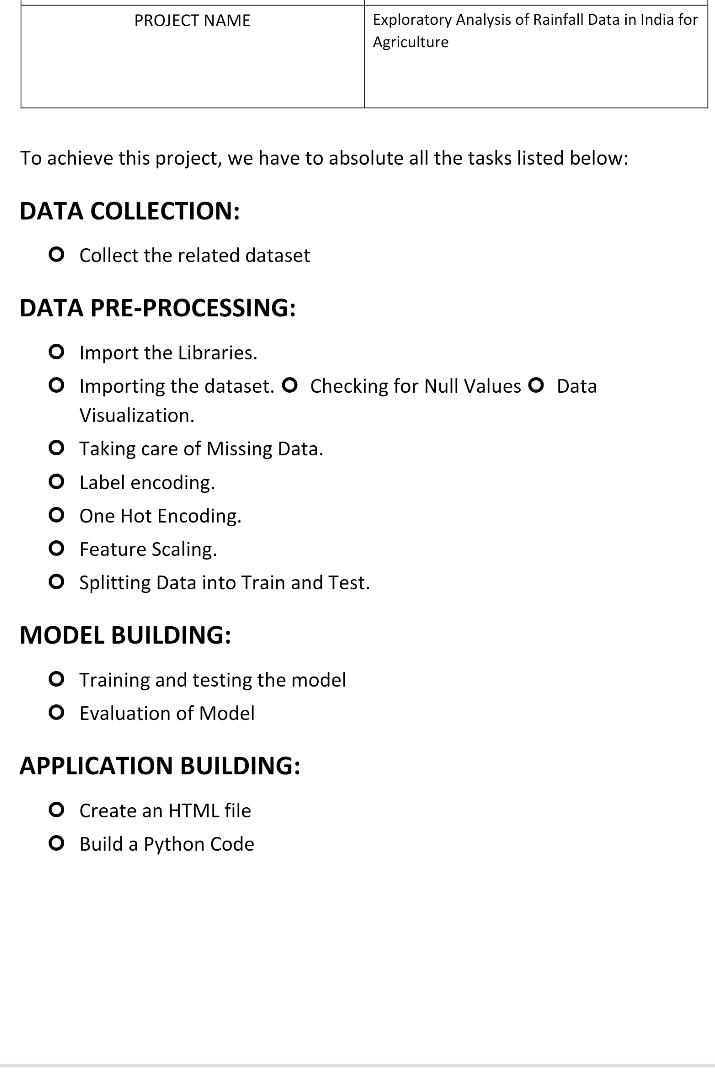 PROJECT NAME
Exploratory Analysis of Rainfall Data in India for
Agriculture
To achieve this project, we have to absolute all the tasks listed below:
DATA COLLECTION:
Collect the related dataset
DATA PRE-PROCESSING:
Import the Libraries.
Importing the dataset. Checking for Null Values Data
Visualization.
Taking care of Missing Data.
Label encoding.
One Hot Encoding.
Feature Scaling.
Splitting Data into Train and Test.
MODEL BUILDING:
Training and testing the model
Evaluation of Model
APPLICATION BUILDING:
Create an HTML file
Build a Python Code